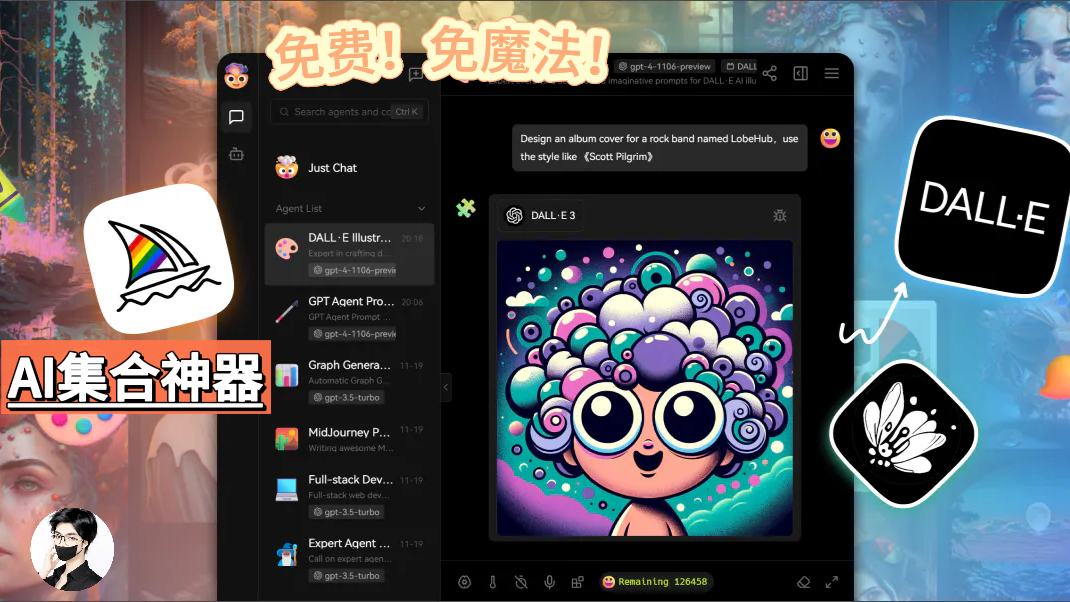 免费！免魔法！
gpt-4-1106-preview
DALL
imaginative prompts for DALL·E AI illu
Search agents and co
Ctrl K
Design an album cover for a rock band named LobeHub，use
the style like 《Scott Pilgrim》
Just Chat
Agent List
DALL·E 3
DALL·E Illustr...
20:18
Expert in crafting d...
gpt-4-1106-previe
GPT Agent Pro...
20:06
GPT Agent Prompt ...
gpt-4-1106-previe
Graph Genera...
11-19
Automatic Graph G...
gpt-3.5-turbo
MidJourney P...
11-19
Writing awesome M...
Full-stack Dev...
11-19
Full-stack web dev...
gpt-3.5-turbo
Expert Agent ...
11-19
Call on expert agen...
gpt-3.5-turbo
Remaining 126458
AI集合神器
DALL·E